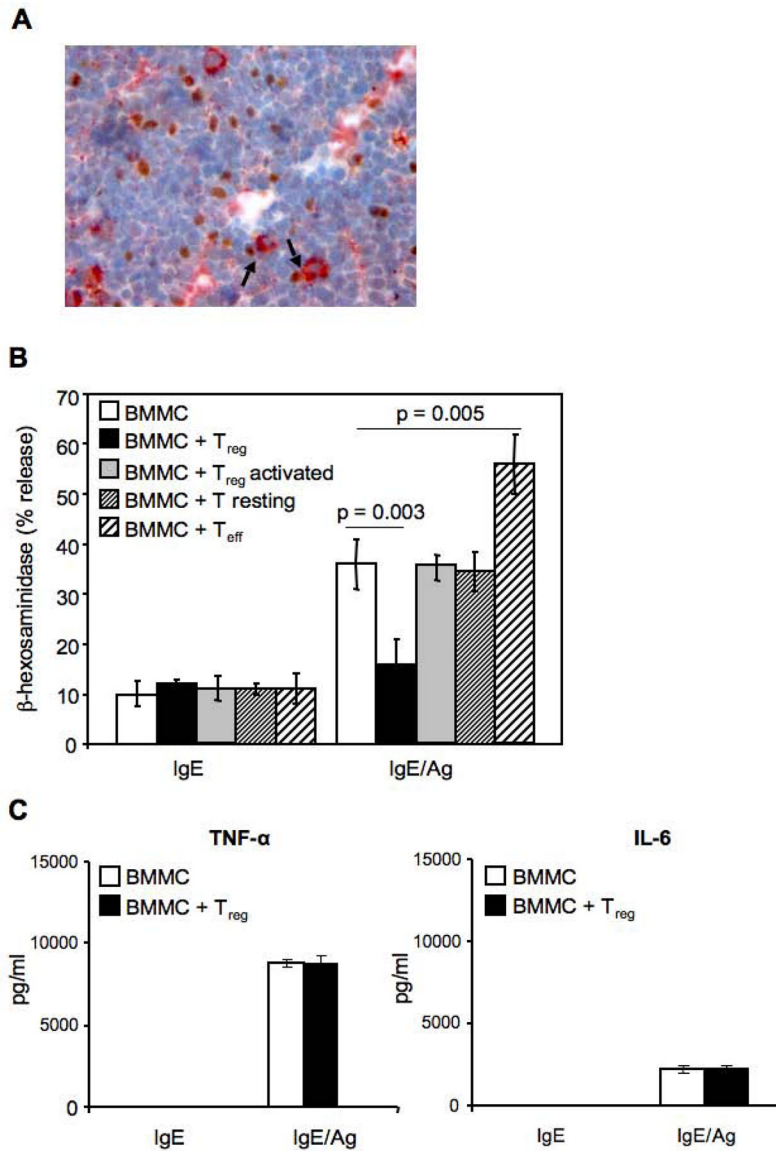 A
B
β-hexosaminidase (% release)
70
60
50
40
30
20
10
0
BMMC
BMMC + Treg
BMMC + Treg activated
BMMC + T resting
BMMC + Teff
p = 0.005
p = 0.003
IgE
IgE/Ag
C
TNF-α
pg/ml
15000
10000
5000
0
BMMC
BMMC + Treg
IgE
IgE/Ag
IL-6
pg/ml
15000
10000
5000
0
BMMC
BMMC + Treg
IgE
IgE/Ag